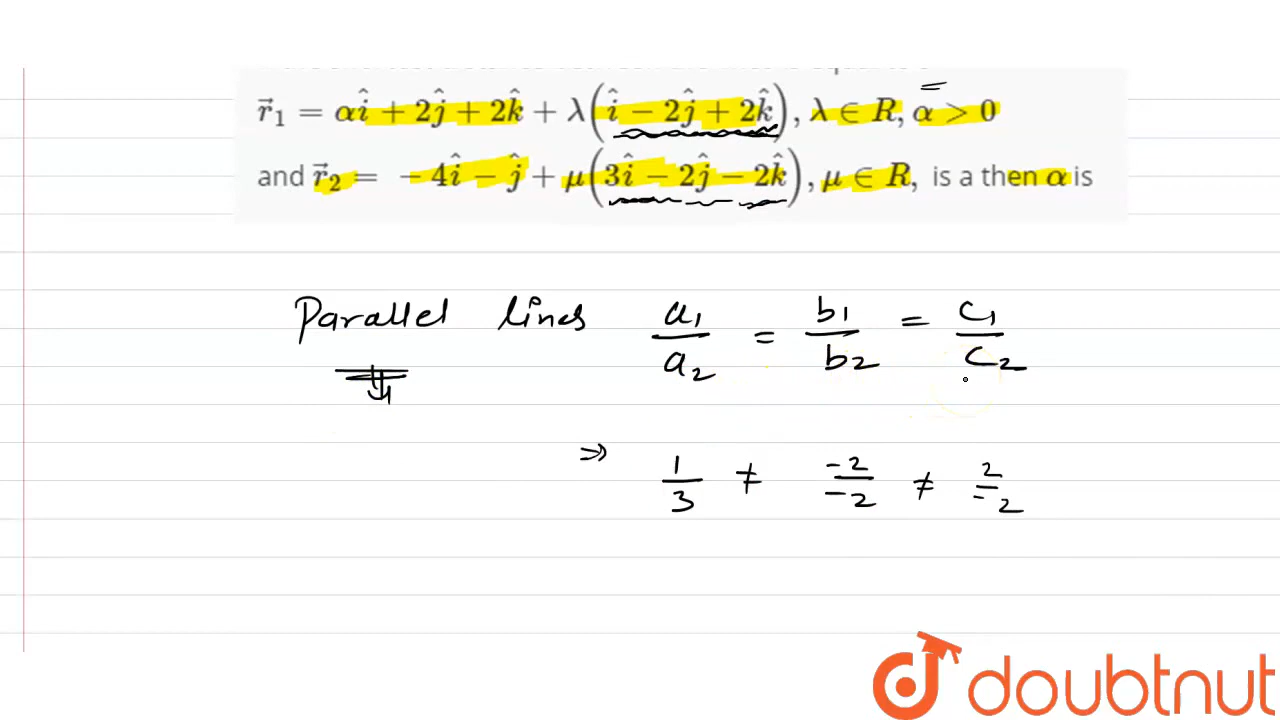 r⃗₁ = αî + 2ĵ + 2k̂ + λ(î − 2ĵ + 2k̂), λ ∈ R, α > 0
and r⃗₂ = −4î − ĵ + μ(3î − 2ĵ − 2k̂), μ ∈ R, is a then α is
Parallel lines a₁/a₂ = b₁/b₂ = c₁/c₂
⇒ 1/3 ≠ −2/−2 ≠ 2/−2
doubtnut